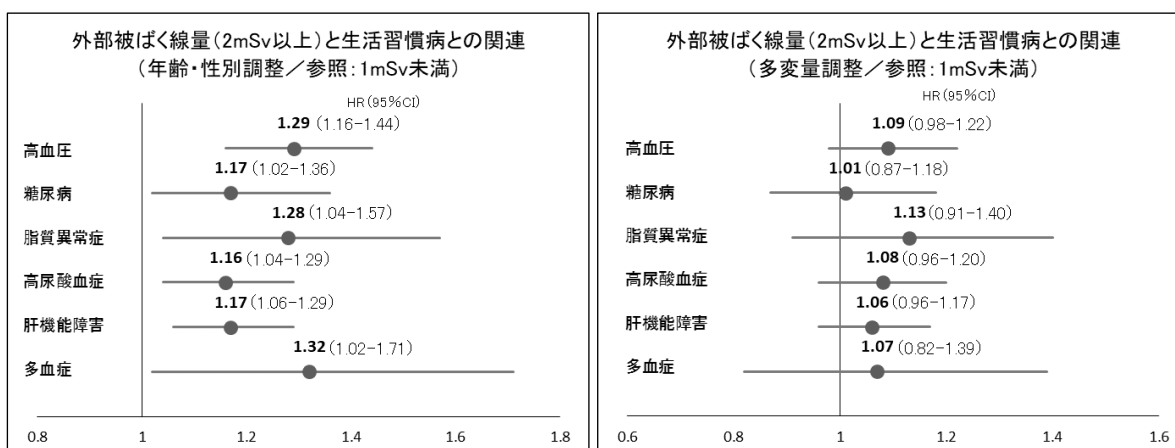 外部被ばく線量（2mSv以上）と生活習慣病との関連
（年齢・性別調整／参照：1mSv未満）
HR（95%CI）
1.29（1.16-1.44）
高血圧
1.17（1.02-1.36）
糖尿病
1.28（1.04-1.57）
脂質異常症
1.16（1.04-1.29）
高尿酸血症
1.17（1.06-1.29）
肝機能障害
1.32（1.02-1.71）
多血症
0.8 1 1.2 1.4 1.6 1.8
外部被ばく線量（2mSv以上）と生活習慣病との関連
（多変量調整／参照：1mSv未満）
HR（95%CI）
1.09（0.98-1.22）
高血圧
1.01（0.87-1.18）
糖尿病
1.13（0.91-1.40）
脂質異常症
1.08（0.96-1.20）
高尿酸血症
1.06（0.96-1.17）
肝機能障害
1.07（0.82-1.39）
多血症
0.6 0.8 1 1.2 1.4 1.6